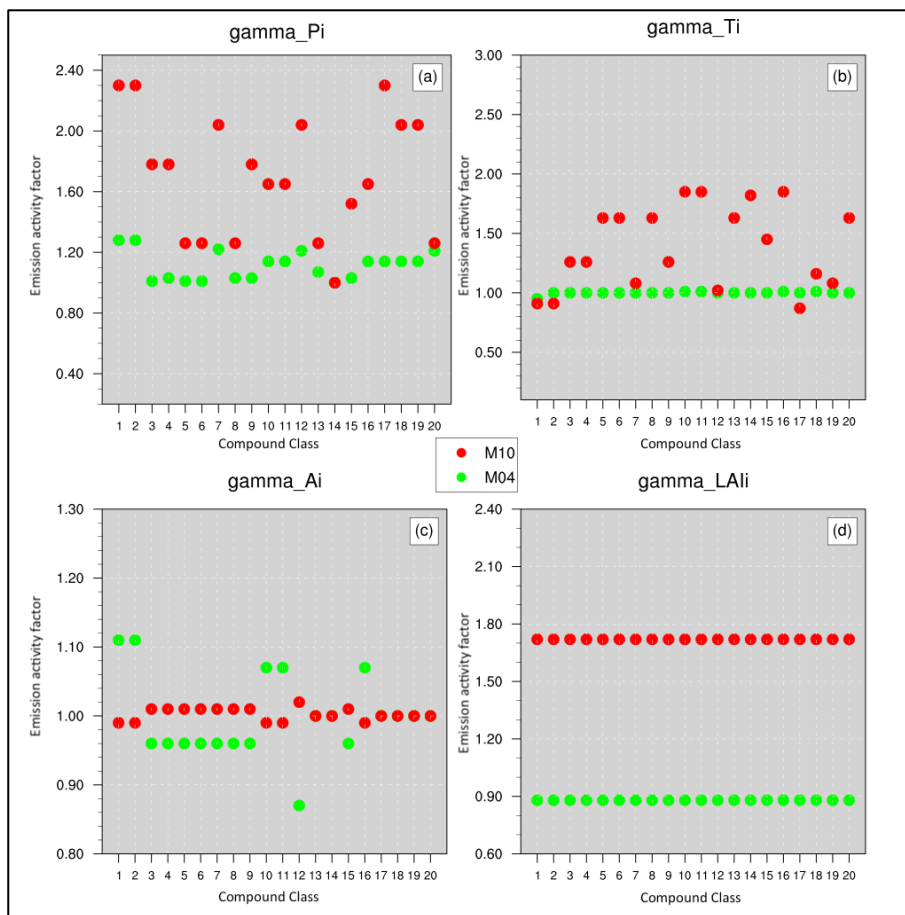 gamma_Pi
(a)
2.40
2.00
1.60
1.20
0.80
0.40
Emission activity factor
1 2 3 4 5 6 7 8 9 10 11 12 13 14 15 16 17 18 19 20
Compound Class
gamma_Ti
(b)
3.00
2.50
2.00
1.50
1.00
0.50
Emission activity factor
1 2 3 4 5 6 7 8 9 10 11 12 13 14 15 16 17 18 19 20
Compound Class
M10
M04
gamma_Ai
(c)
1.30
1.20
1.10
1.00
0.90
0.80
Emission activity factor
1 2 3 4 5 6 7 8 9 10 11 12 13 14 15 16 17 18 19 20
Compound Class
gamma_LAIi
(d)
2.40
2.10
1.80
1.50
1.20
0.90
0.60
Emission activity factor
1 2 3 4 5 6 7 8 9 10 11 12 13 14 15 16 17 18 19 20
Compound Class